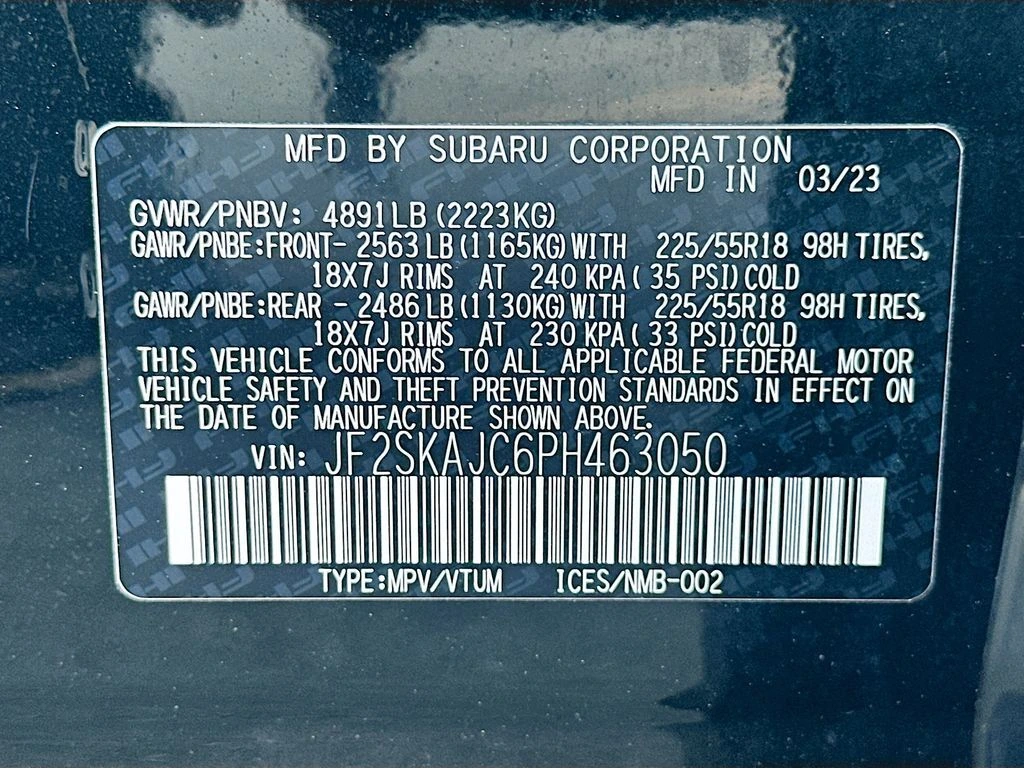 MFD BY SUBARU CORPORATION
MFD IN 03/23
GVWR/PNBV: 4891LB (2223KG)
GAWR/PNBE:FRONT- 2563 LB (1165KG) WITH 225/55R18 98H TIRES,
18X7J RIMS AT 240 KPA ( 35 PSI) COLD
GAWR/PNBE:REAR - 2486 LB (1130KG) WITH 225/55R18 98H TIRES,
18X7J RIMS AT 230 KPA ( 33 PSI) COLD
THIS VEHICLE CONFORMS TO ALL APPLICABLE FEDERAL MOTOR
VEHICLE SAFETY AND THEFT PREVENTION STANDARDS IN EFFECT ON
THE DATE OF MANUFACTURE SHOWN ABOVE.
VIN: JF2SKAJC6PH463050
TYPE:MPV/VTUM ICES/NMB-002